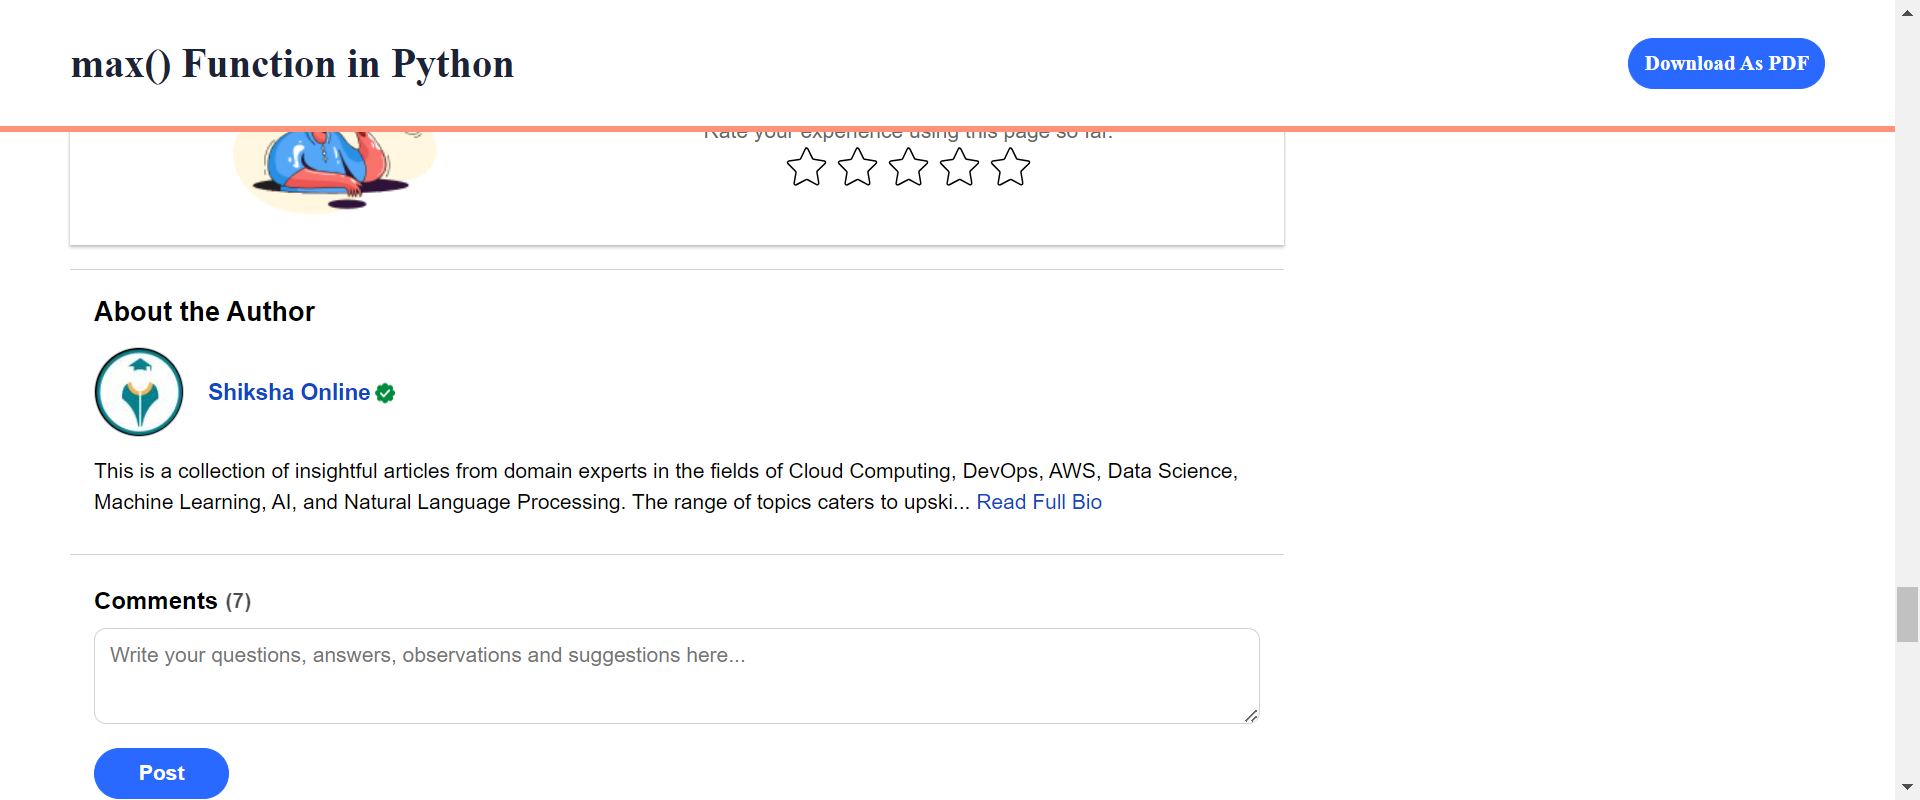 max() Function in Python
Download As PDF
Rate your experience using this page so far.
About the Author
Shiksha Online
This is a collection of insightful articles from domain experts in the fields of Cloud Computing, DevOps, AWS, Data Science,
Machine Learning, AI, and Natural Language Processing. The range of topics caters to upski... Read Full Bio
Comments (7)
Write your questions, answers, observations and suggestions here...
Post